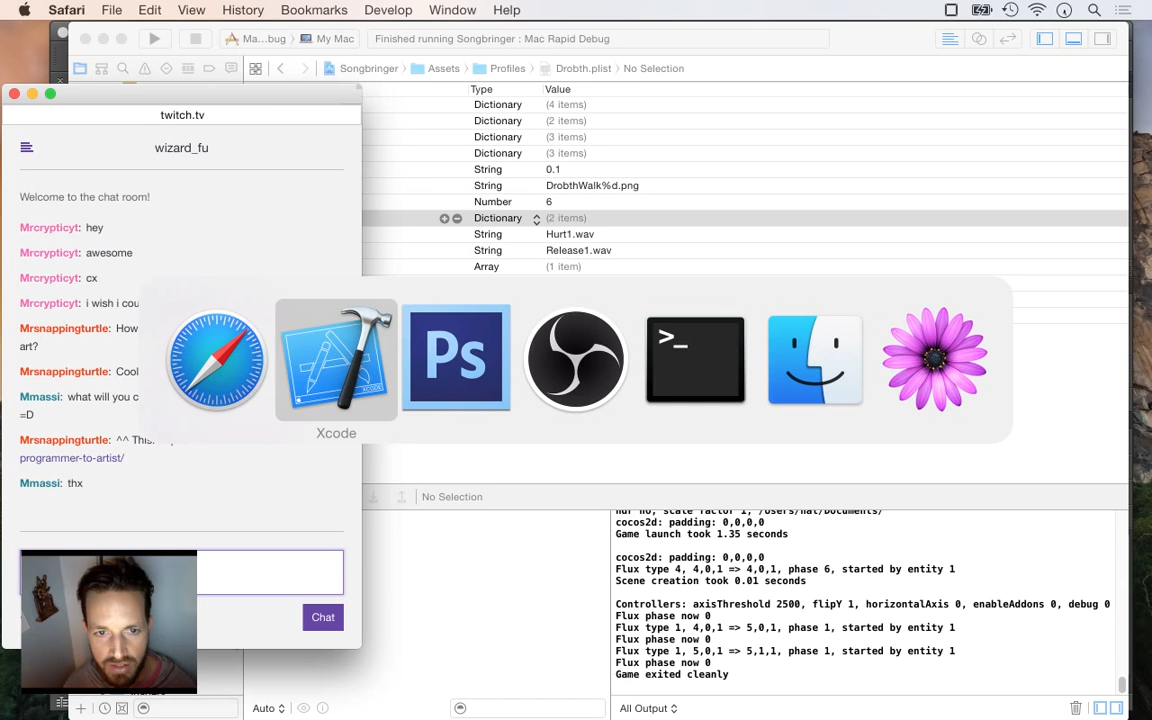 Safari File Edit View History Bookmarks Develop Window Help
Ma...bug My Mac Finished running Songbringer : Mac Rapid Debug
Songbringer Assets Profiles Drobth.plist No Selection
Type Value
Dictionary (4 items)
Dictionary (2 items)
Dictionary (3 items)
Dictionary (3 items)
String 0.1
String DrobthWalk%d.png
Number 6
Dictionary (2 items)
String Hurt1.wav
String Release1.wav
Array (1 item)
twitch.tv
wizard_fu
Welcome to the chat room!
Mrcrypticyt: hey
Mrcrypticyt: awesome
Mrcrypticyt: cx
Mrcrypticyt: i wish i cou
Mrsnappingturtle: How
art?
Mrsnappingturtle: Cool
Mmassi: what will you c
=D
Mrsnappingturtle: ^^ This
programmer-to-artist/
Mmassi: thx
Chat
Ps
>_
Xcode
No Selection
cocos2d: padding: 0,0,0,0
Game launch took 1.35 seconds
cocos2d: padding: 0,0,0,0
Flux type 4, 4,0,1 => 4,0,1, phase 6, started by entity 1
Scene creation took 0.01 seconds
Controllers: axisThreshold 2500, flipY 1, horizontalAxis 0, enableAddons 0, debug 0
Flux type 1, 4,0,1 => 5,0,1, phase 1, started by entity 1
Flux phase now 0
Flux type 1, 5,0,1 => 5,1,1, phase 1, started by entity 1
Flux phase now 0
Game exited cleanly
Auto
All Output